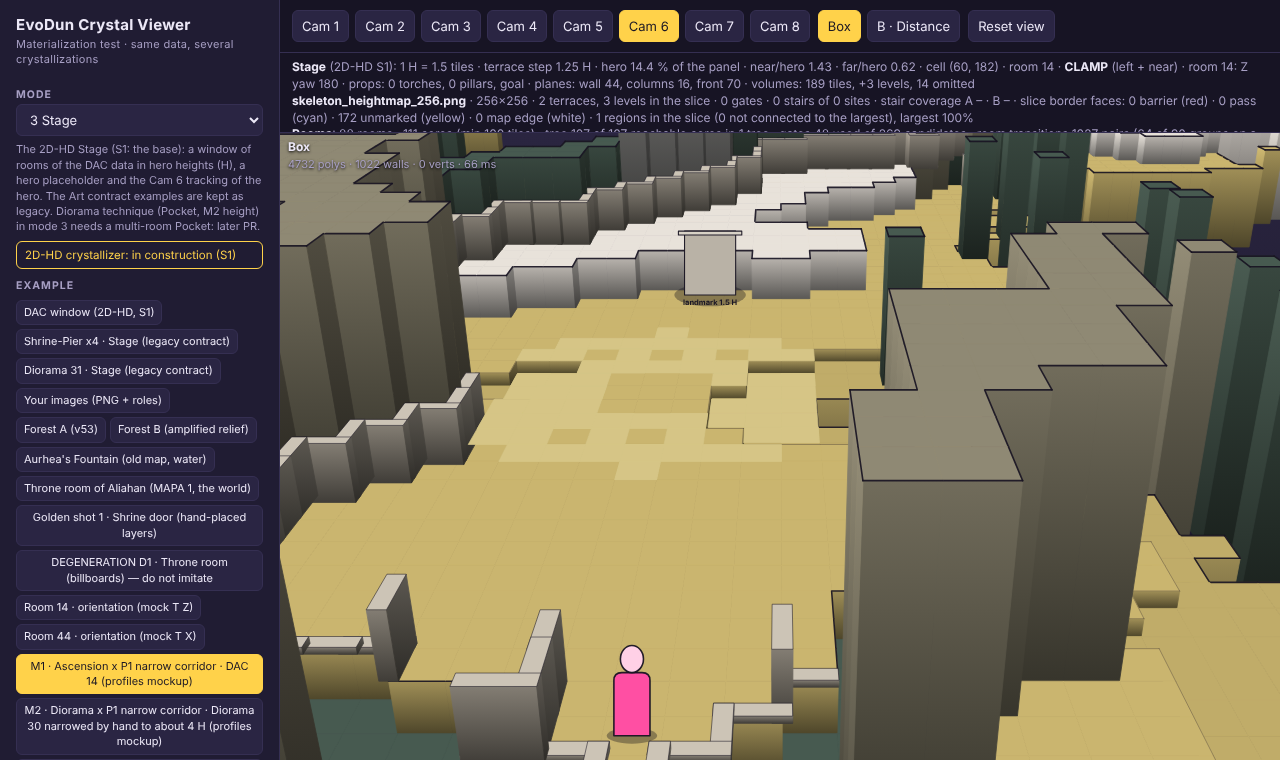 EvoDun Crystal Viewer
Materialization test · same data, several
crystallizations
MODE
3 Stage
The 2D-HD Stage (S1: the base): a window of
rooms of the DAC data in hero heights (H), a
hero placeholder and the Cam 6 tracking of the
hero. The Art contract examples are kept as
legacy. Diorama technique (Pocket, M2 height)
in mode 3 needs a multi-room Pocket: later PR.
2D-HD crystallizer: in construction (S1)
EXAMPLE
DAC window (2D-HD, S1)
Shrine-Pier x4 · Stage (legacy contract)
Diorama 31 · Stage (legacy contract)
Your images (PNG + roles)
Forest A (v53)
Forest B (amplified relief)
Aurhea's Fountain (old map, water)
Throne room of Aliahan (MAPA 1, the world)
Golden shot 1 · Shrine door (hand-placed
layers)
DEGENERATION D1 · Throne room
(billboards) — do not imitate
Room 14 · orientation (mock T Z)
Room 44 · orientation (mock T X)
M1 · Ascension x P1 narrow corridor · DAC
14 (profiles mockup)
M2 · Diorama x P1 narrow corridor · Diorama
30 narrowed by hand to about 4 H (profiles
mockup)
Cam 1
Cam 2
Cam 3
Cam 4
Cam 5
Cam 6
Cam 7
Cam 8
Box
B · Distance
Reset view
Stage (2D-HD S1): 1 H = 1.5 tiles · terrace step 1.25 H · hero 14.4 % of the panel · near/hero 1.43 · far/hero 0.62 · cell (60, 182) · room 14 · CLAMP (left + near) · room 14: Z
yaw 180 · props: 0 torches, 0 pillars, goal · planes: wall 44, columns 16, front 70 · volumes: 189 tiles, +3 levels, 14 omitted
skeleton_heightmap_256.png · 256×256 · 2 terraces, 3 levels in the slice · 0 gates · 0 stairs of 0 sites · stair coverage A – · B – · slice border faces: 0 barrier (red) · 0 pass
(cyan) · 172 unmarked (yellow) · 0 map edge (white) · 1 regions in the slice (0 not connected to the largest), largest 100%
Box
4732 polys · 1022 walls · 0 verts · 66 ms
landmark 1.5 H